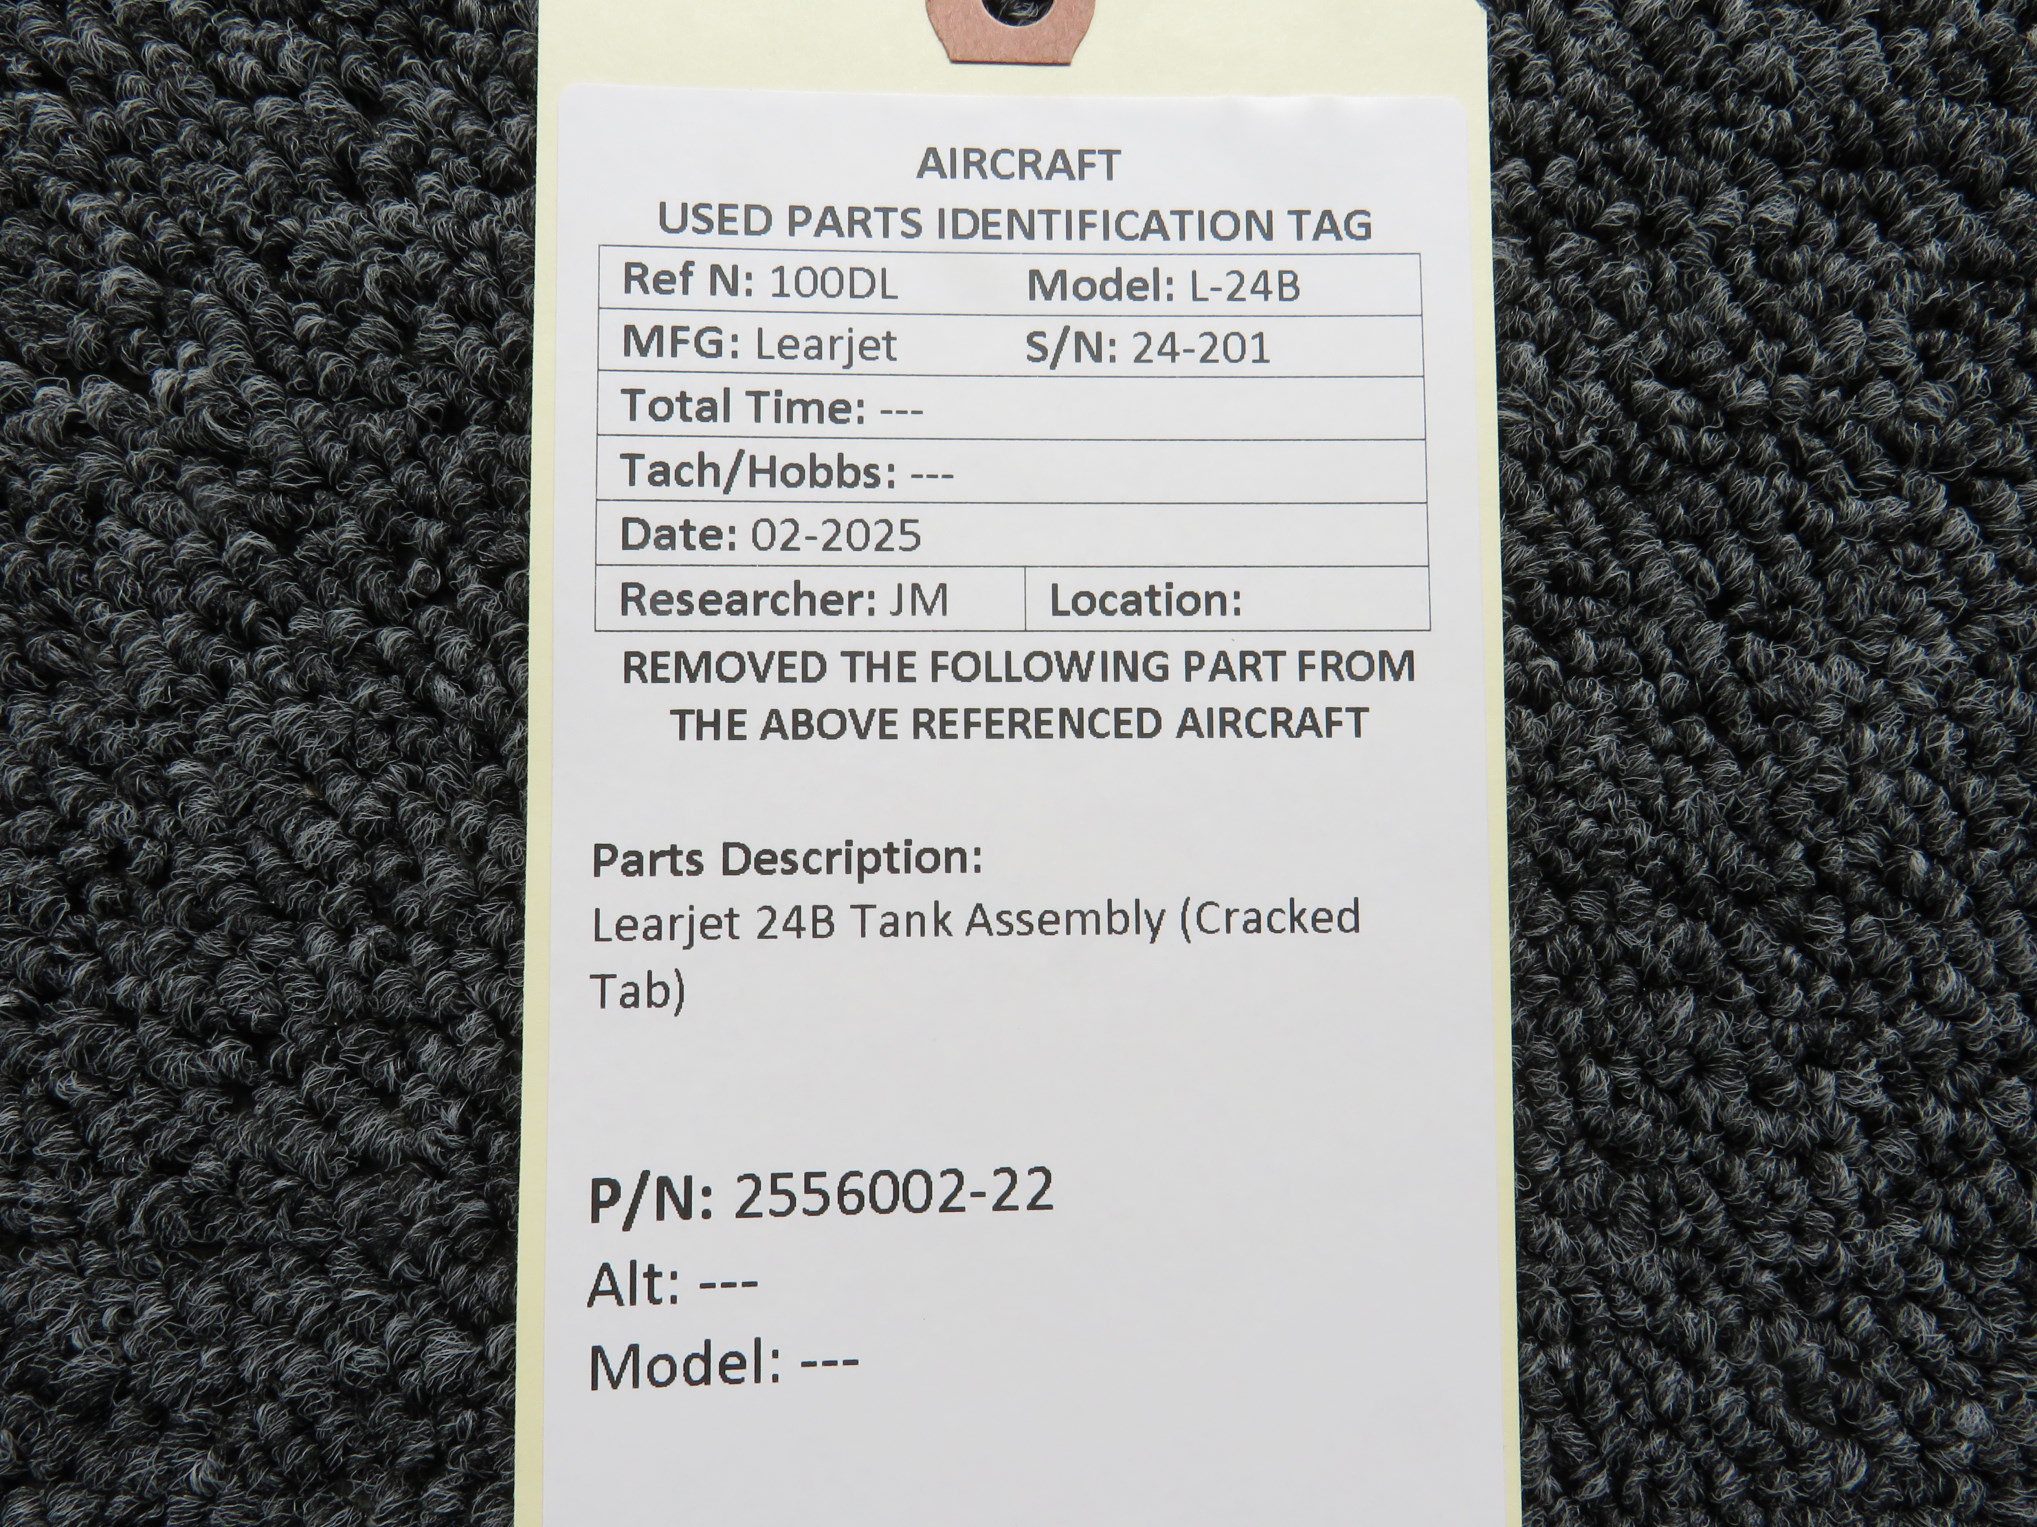 AIRCRAFT
USED PARTS IDENTIFICATION TAG
Ref N: 100DL Model: L-24B
MFG: Learjet S/N: 24-201
Total Time: ---
Tach/Hobbs: ---
Date: 02-2025
Researcher: JM Location:
REMOVED THE FOLLOWING PART FROM
THE ABOVE REFERENCED AIRCRAFT
Parts Description:
Learjet 24B Tank Assembly (Cracked
Tab)
P/N: 2556002-22
Alt: ---
Model: ---